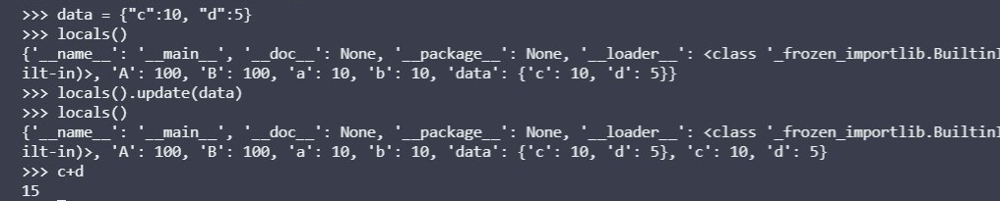 >>> data = {"c":10, "d":5}
>>> locals()
{'__name__': '__main__', '__doc__': None, '__package__': None, '__loader__': <class '_frozen_importlib.BuiltinI
ilt-in)>, 'A': 100, 'B': 100, 'a': 10, 'b': 10, 'data': {'c': 10, 'd': 5}}
>>> locals().update(data)
>>> locals()
{'__name__': '__main__', '__doc__': None, '__package__': None, '__loader__': <class '_frozen_importlib.BuiltinI
ilt-in)>, 'A': 100, 'B': 100, 'a': 10, 'b': 10, 'data': {'c': 10, 'd': 5}, 'c': 10, 'd': 5}
>>> c+d
15